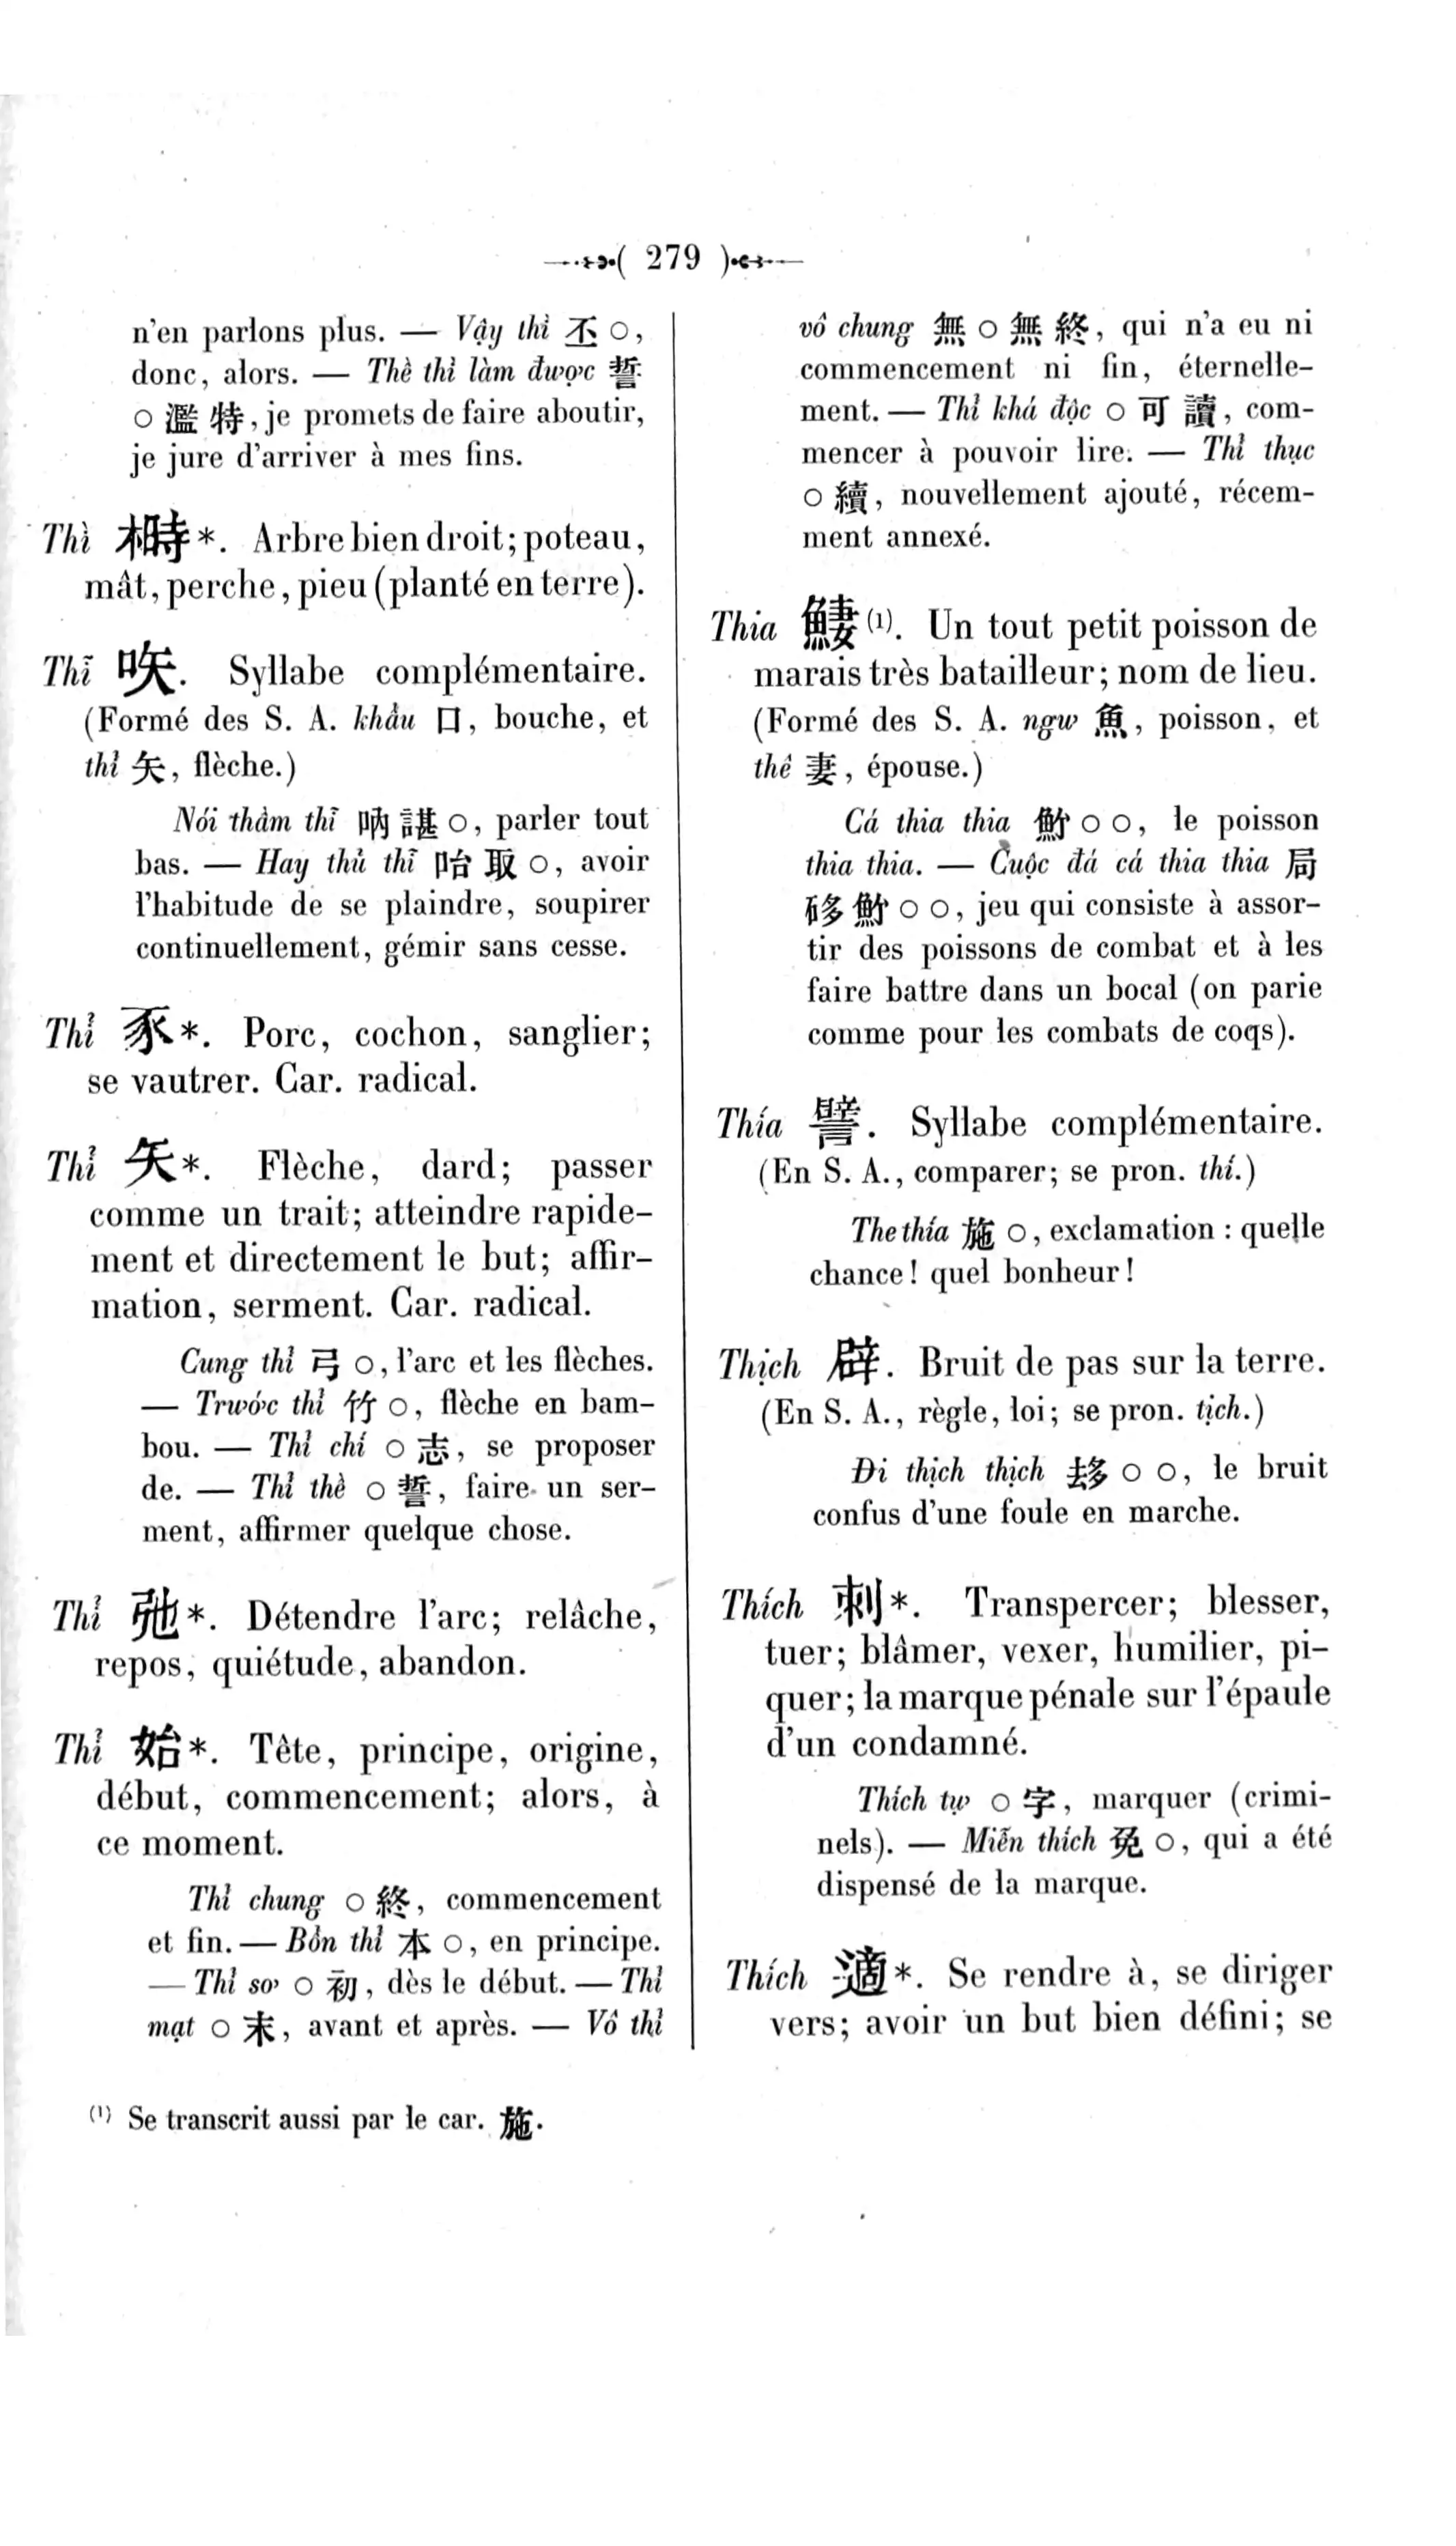 ( 279 )
n'en parlons plus. — Vậy thì 丕 ○,
donc, alors. — Thề thì làm được 誓
○ 濫 特, je promets de faire aboutir,
je jure d'arriver à mes fins.
Thì *. Arbre bien droit; poteau,
mât, perche, pieu (planté en terre).
Thĩ 㗂. Syllabe complémentaire.
(Formé des S. A. khẩu 口, bouche, et
thỉ 矢, flèche.)
Nói thầm thĩ 吶 諶 ○, parler tout
bas. — Hay thủ thĩ 咍 取 ○, avoir
l'habitude de se plaindre, soupirer
continuellement, gémir sans cesse.
Thỉ 豕*. Porc, cochon, sanglier;
se vautrer. Car. radical.
Thỉ 矢*. Flèche, dard; passer
comme un trait; atteindre rapide-
ment et directement le but; affir-
mation, serment. Car. radical.
Cung thỉ 弓 ○, l'arc et les flèches.
— Trước thỉ 竹 ○, flèche en bam-
bou. — Thỉ chí ○ 志, se proposer
de. — Thỉ thề ○ 誓, faire un ser-
ment, affirmer quelque chose.
Thỉ 弛*. Détendre l'arc; relâche,
repos, quiétude, abandon.
Thỉ 始*. Tête, principe, origine,
début, commencement; alors, à
ce moment.
Thỉ chung ○ 終, commencement
et fin. — Bổn thỉ 本 ○, en principe.
— Thỉ sơ ○ 初, dès le début. — Thỉ
mạt ○ 末, avant et après. — Vô thỉ
(1) Se transcrit aussi par le car. 施.
vô chung 無 ○ 無 終, qui n'a eu ni
commencement ni fin, éternelle-
ment. — Thỉ khả độc ○ 可 讀, com-
mencer à pouvoir lire. — Thỉ thục
○ 續, nouvellement ajouté, récem-
ment annexé.
Thia (1). Un tout petit poisson de
marais très batailleur; nom de lieu.
(Formé des S. A. ngư 魚, poisson, et
thê 妻, épouse.)
Cá thia thia ○ ○, le poisson
thia thia. — Cuộc đá cá thia thia 局
○ ○, jeu qui consiste à assor-
tir des poissons de combat et à les
faire battre dans un bocal (on parie
comme pour les combats de coqs).
Thía 譬. Syllabe complémentaire.
(En S. A., comparer; se pron. thí.)
The thía 施 ○, exclamation : quelle
chance! quel bonheur!
Thịch 辟. Bruit de pas sur la terre.
(En S. A., règle, loi; se pron. tịch.)
Đi thịch thịch 𠫾 ○ ○, le bruit
confus d'une foule en marche.
Thích 刺*. Transpercer; blesser,
tuer; blâmer, vexer, humilier, pi-
quer; la marque pénale sur l'épaule
d'un condamné.
Thích tự ○ 字, marquer (crimi-
nels). — Miễn thích 免 ○, qui a été
dispensé de la marque.
Thích 適*. Se rendre à, se diriger
vers; avoir un but bien défini; se